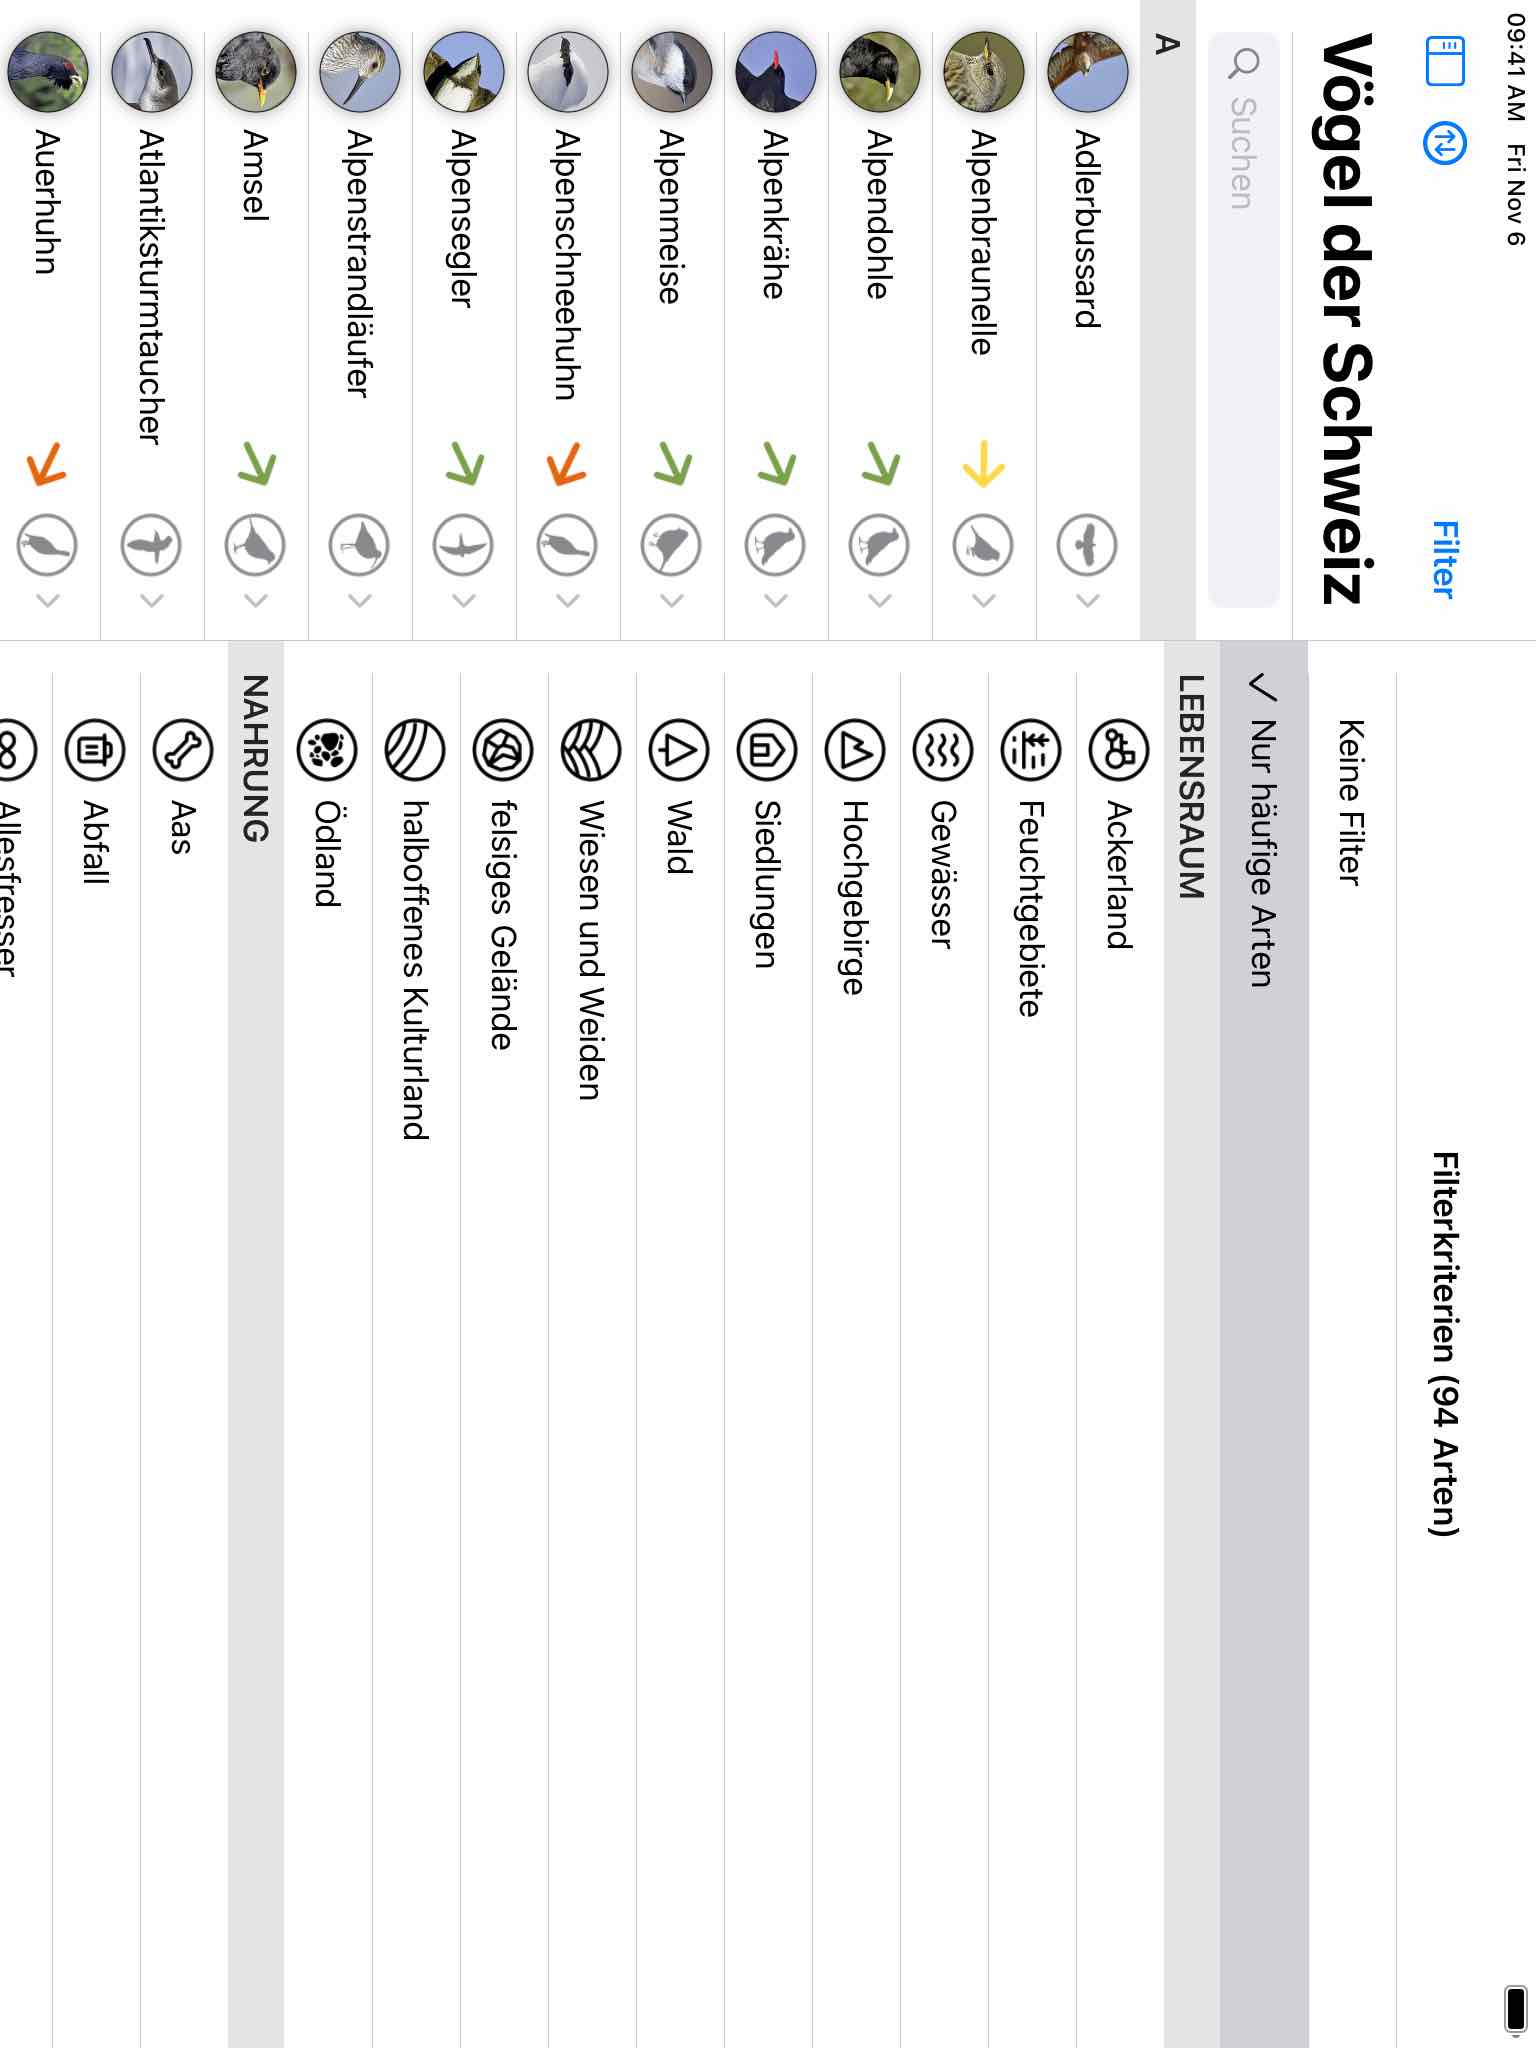 09:41 AM Fri Nov 6
Filter
Vögel der Schweiz
Suchen
A
Adlerbussard
Alpenbraunelle
Alpendohle
Alpenkrähe
Alpenmeise
Alpenschneehuhn
Alpensegler
Alpenstrandläufer
Amsel
Atlantiksturmtaucher
Auerhuhn
Filterkriterien (94 Arten)
Keine Filter
Nur häufige Arten
LEBENSRAUM
Ackerland
Feuchtgebiete
Gewässer
Hochgebirge
Siedlungen
Wald
Wiesen und Weiden
felsiges Gelände
halboffenes Kulturland
Ödland
NAHRUNG
Aas
Abfall
Allesfresser